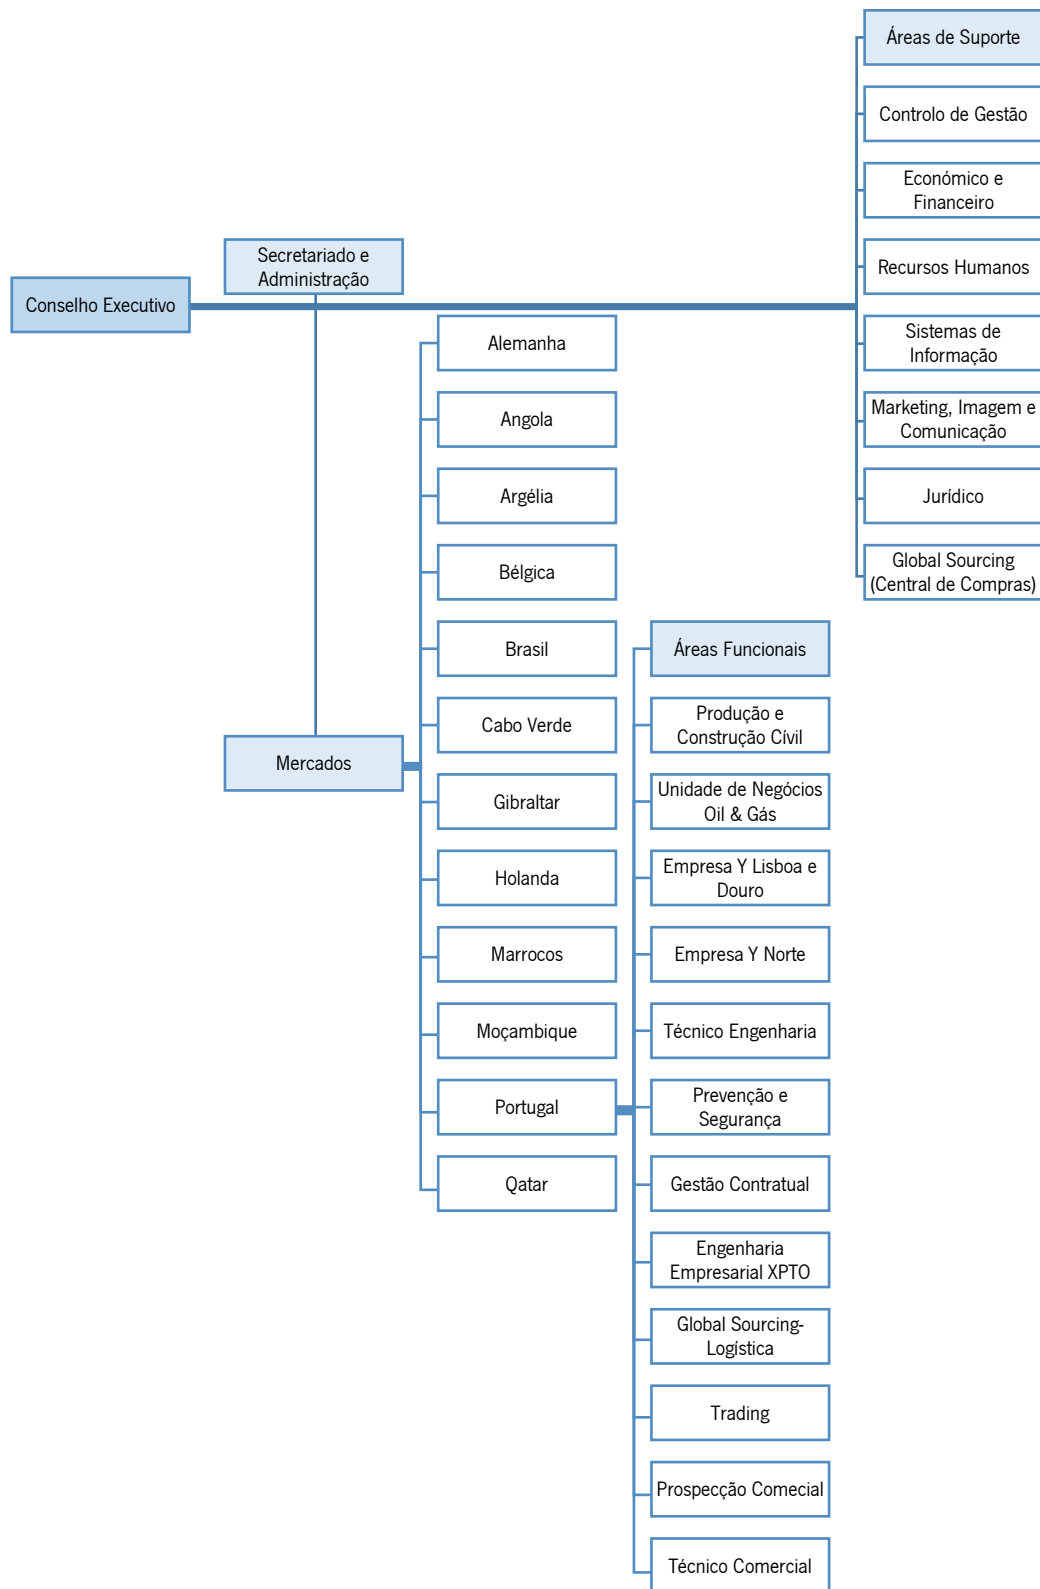 Áreas de Suporte
Controlo de Gestão
Económico e
Financeiro
Recursos Humanos
Sistemas de
Informação
Marketing, Imagem e
Comunicação
Jurídico
Global Sourcing
(Central de Compras)
Secretariado e
Administração
Conselho Executivo
Mercados
Alemanha
Angola
Argélia
Bélgica
Brasil
Cabo Verde
Gibraltar
Holanda
Marrocos
Moçambique
Portugal
Qatar
Áreas Funcionais
Produção e
Construção Cívil
Unidade de Negócios
Oil & Gás
Empresa Y Lisboa e
Douro
Empresa Y Norte
Técnico Engenharia
Prevenção e
Segurança
Gestão Contratual
Engenharia
Empresarial XPTO
Global Sourcing-
Logística
Trading
Prospecção Comecial
Técnico Comercial